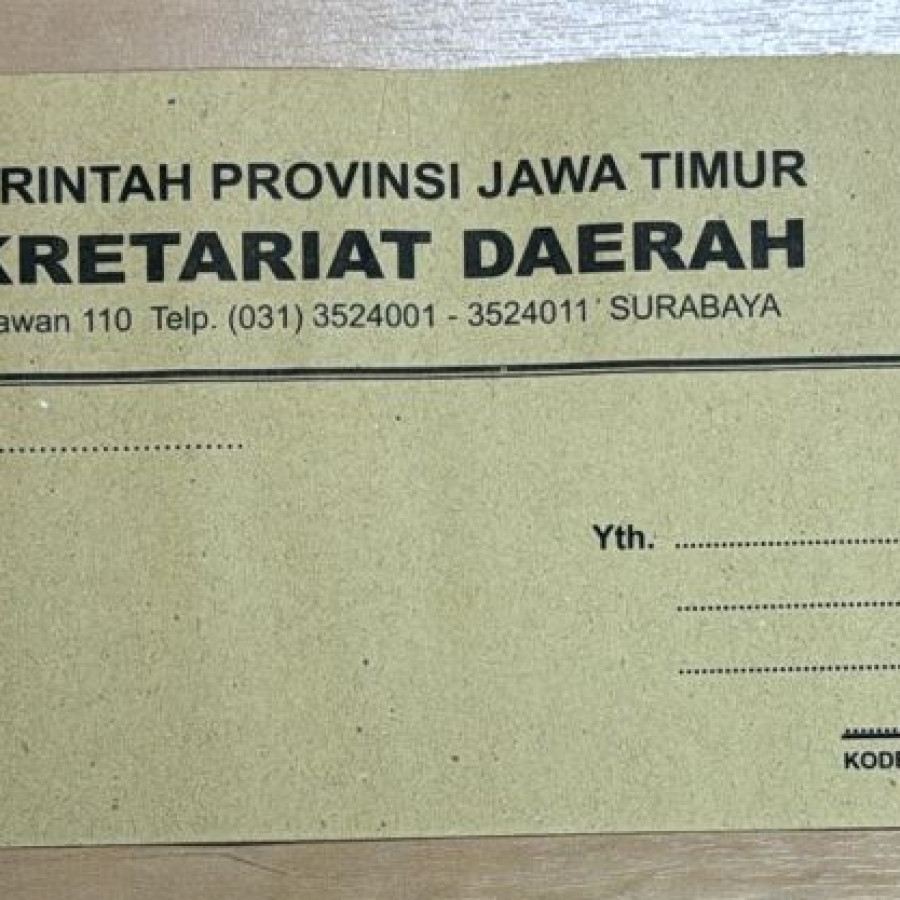 RINTAH PROVINSI JAWA TIMUR
KRETARIAT DAERAH
awan 110 Telp. (031) 3524001 - 3524011 SURABAYA
Yth.
KODE